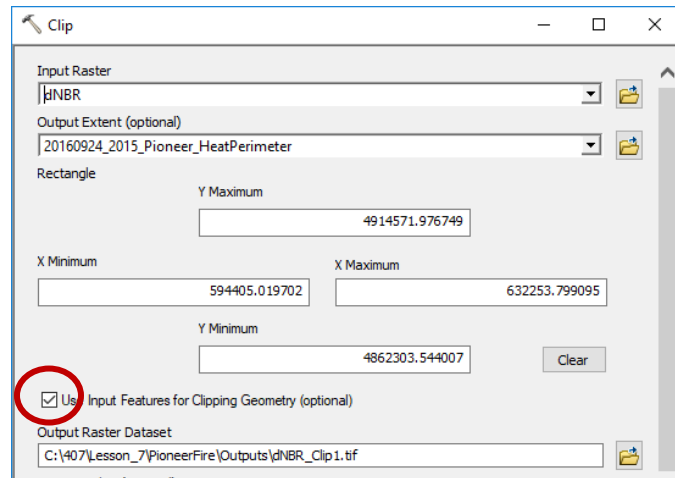 Clip
Input Raster
dNBR
Output Extent (optional)
20160924_2015_Pioneer_HeatPerimeter
Rectangle
Y Maximum
4914571.976749
X Minimum
X Maximum
594405.019702
632253.799095
Y Minimum
4862303.544007
Clear
Use Input Features for Clipping Geometry (optional)
Output Raster Dataset
C:\407\Lesson_7\PioneerFire\Outputs\dNBR_Clip1.tif